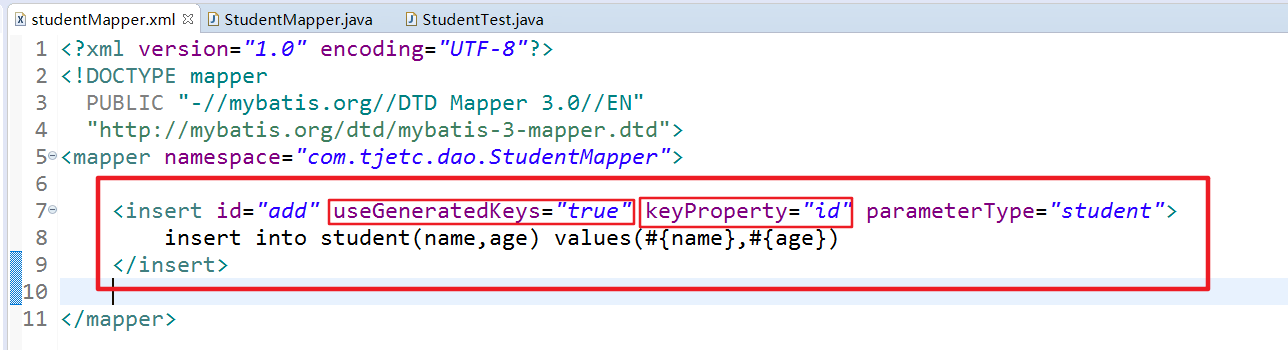 studentMapper.xml StudentMapper.java StudentTest.java
1 <?xml version="1.0" encoding="UTF-8"?>
2 <!DOCTYPE mapper
3 PUBLIC "-//mybatis.org//DTD Mapper 3.0//EN"
4 "http://mybatis.org/dtd/mybatis-3-mapper.dtd">
5 <mapper namespace="com.tjetc.dao.StudentMapper">
6
7 <insert id="add" useGeneratedKeys="true" keyProperty="id" parameterType="student">
8 insert into student(name,age) values(#{name},#{age})
9 </insert>
10
11 </mapper>